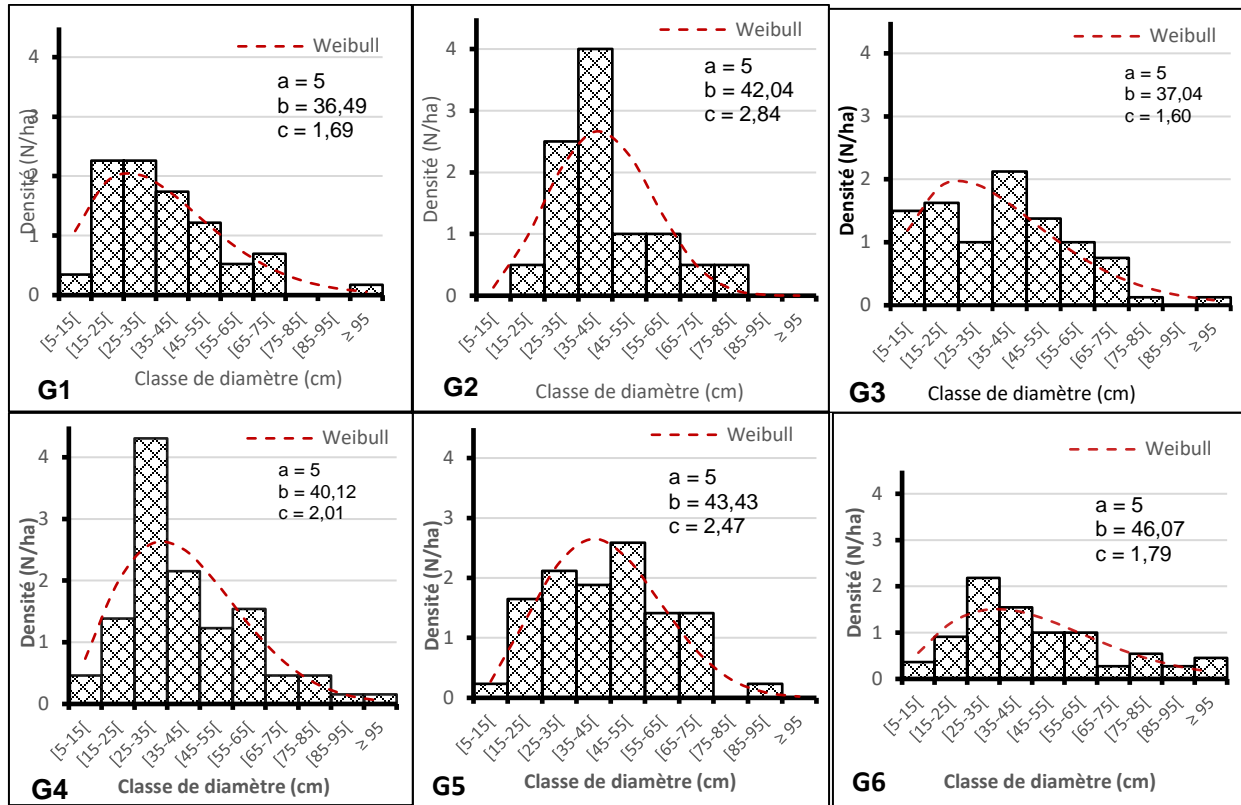 Weibull
a = 5
b = 36,49
c = 1,69
Densité (N/ha)
4
3
2
1
0
[5-15[
[15-25[
[25-35[
[35-45[
[45-55[
[55-65[
[65-75[
[75-85[
[85-95[
≥ 95
Classe de diamètre (cm)
G1
Weibull
a = 5
b = 42,04
c = 2,84
Densité (N/ha)
4
3
2
1
0
[5-15[
[15-25[
[25-35[
[35-45[
[45-55[
[55-65[
[65-75[
[75-85[
[85-95[
≥ 95
Classe de diamètre (cm)
G2
Weibull
a = 5
b = 37,04
c = 1,60
Densité (N/ha)
4
3
2
1
0
[5-15[
[15-25[
[25-35[
[35-45[
[45-55[
[55-65[
[65-75[
[75-85[
[85-95[
≥ 95
Classe de diamètre (cm)
G3
Weibull
a = 5
b = 40,12
c = 2,01
Densité (N/ha)
4
3
2
1
0
[5-15[
[15-25[
[25-35[
[35-45[
[45-55[
[55-65[
[65-75[
[75-85[
[85-95[
≥ 95
Classe de diamètre (cm)
G4
Weibull
a = 5
b = 43,43
c = 2,47
Densité (N/ha)
4
3
2
1
0
[5-15[
[15-25[
[25-35[
[35-45[
[45-55[
[55-65[
[65-75[
[75-85[
[85-95[
≥ 95
Classe de diamètre (cm)
G5
Weibull
a = 5
b = 46,07
c = 1,79
Densité (N/ha)
4
3
2
1
0
[5-15[
[15-25[
[25-35[
[35-45[
[45-55[
[55-65[
[65-75[
[75-85[
[85-95[
≥ 95
Classe de diamètre (cm)
G6